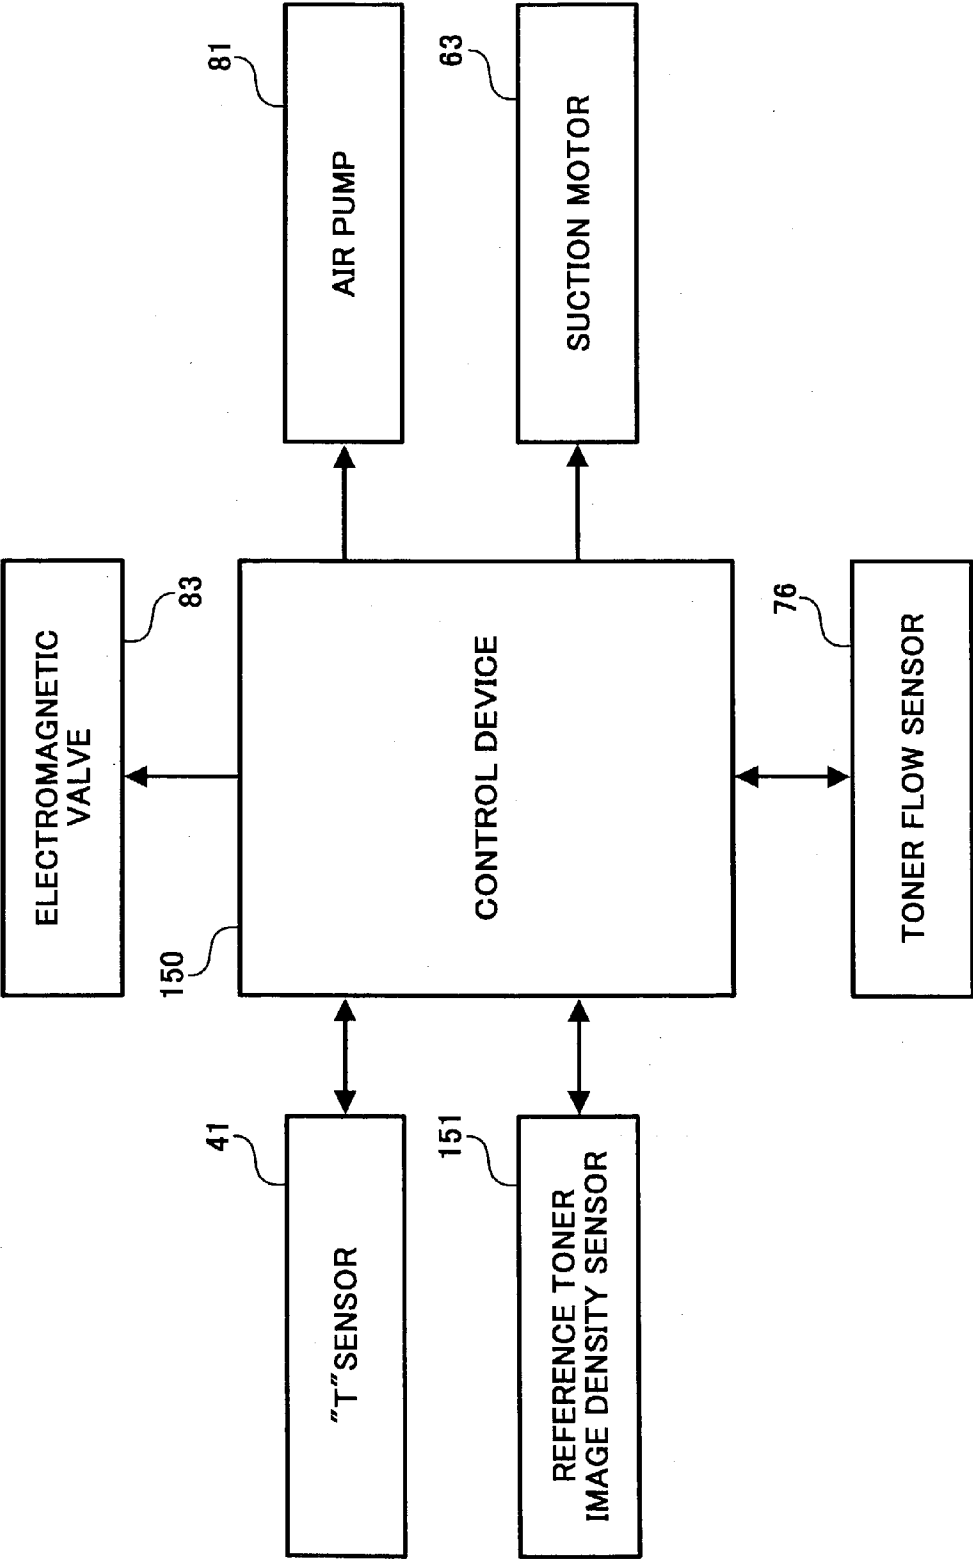 ELECTROMAGNETIC
VALVE
83
"T" SENSOR
41
150
CONTROL DEVICE
AIR PUMP
81
REFERENCE TONER
IMAGE DENSITY SENSOR
151
SUCTION MOTOR
63
TONER FLOW SENSOR
76